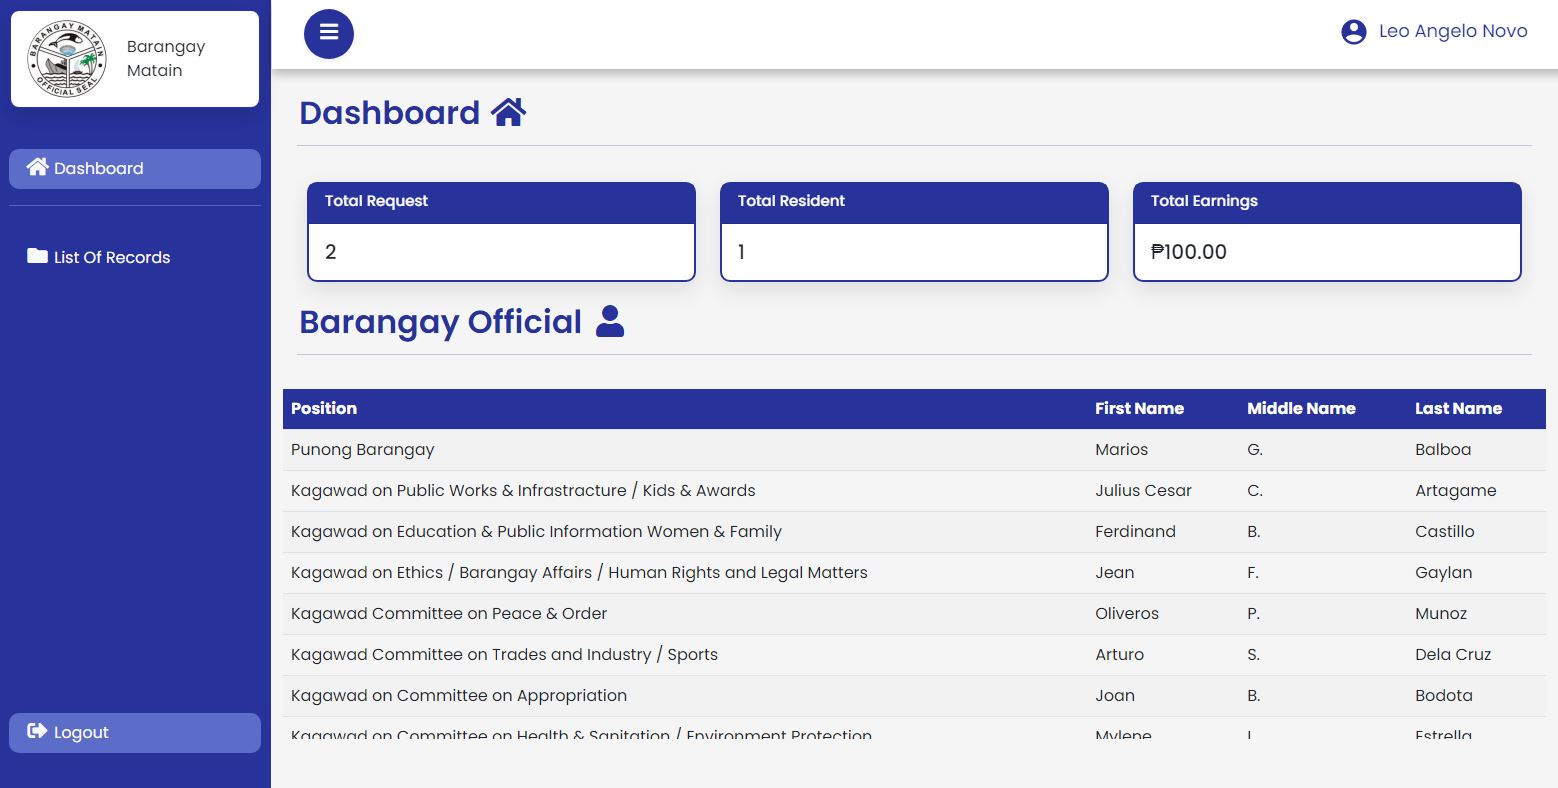 BARANGAY MATAIN
OFFICIAL SEAL
Barangay
Matain
Leo Angelo Novo
Dashboard
Dashboard
List Of Records
Logout
Total Request
2
Total Resident
1
Total Earnings
₱100.00
Barangay Official
Position First Name Middle Name Last Name
Punong Barangay Marios G. Balboa
Kagawad on Public Works & Infrastracture / Kids & Awards Julius Cesar C. Artagame
Kagawad on Education & Public Information Women & Family Ferdinand B. Castillo
Kagawad on Ethics / Barangay Affairs / Human Rights and Legal Matters Jean F. Gaylan
Kagawad Committee on Peace & Order Oliveros P. Munoz
Kagawad Committee on Trades and Industry / Sports Arturo S. Dela Cruz
Kagawad on Committee on Appropriation Joan B. Bodota
Kagawad on Committee on Health & Sanitation / Environment Protection Mylene Estrella